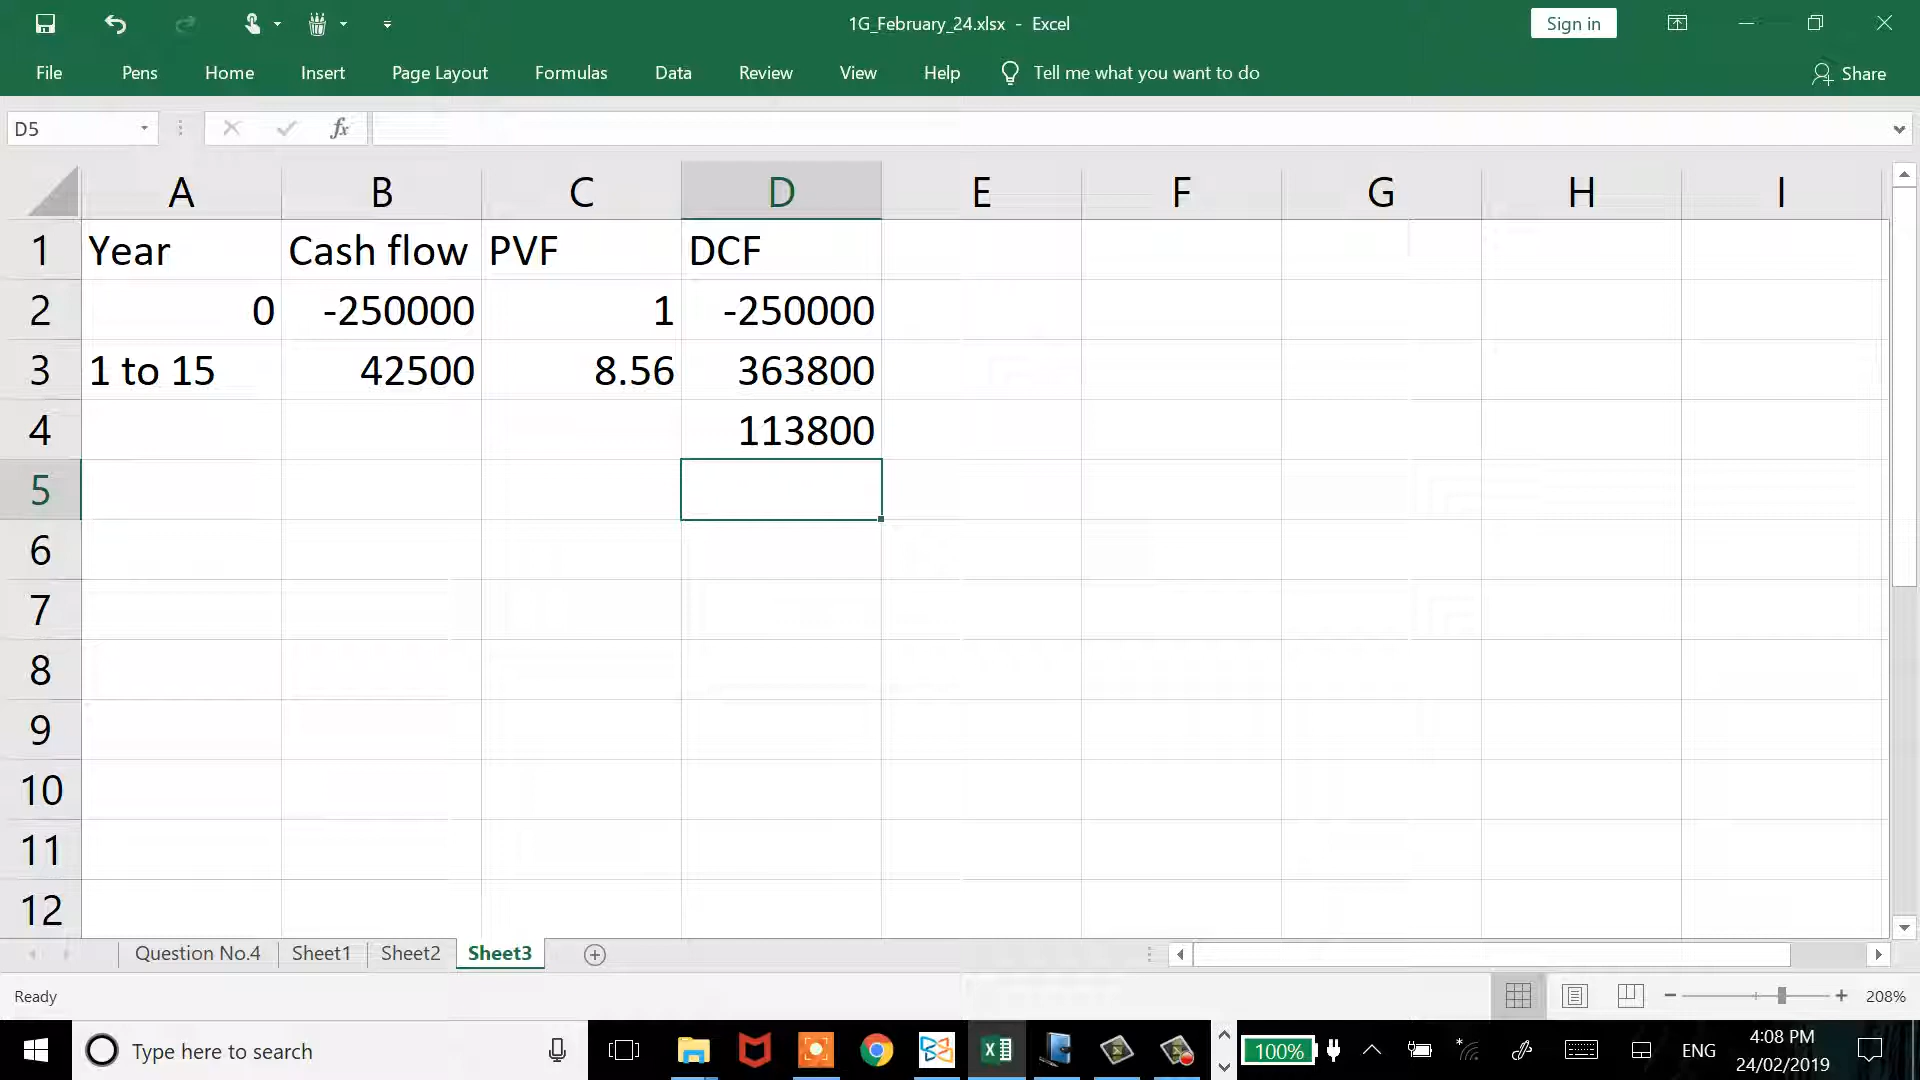 1G_February_24.xlsx - Excel
Sign in
File Pens Home Insert Page Layout Formulas Data Review View Help Tell me what you want to do Share
D5 fx
A B C D E F G H I
1 Year Cash flow PVF DCF
2 0 -250000 1 -250000
3 1 to 15 42500 8.56 363800
4 113800
5
6
7
8
9
10
11
12
Question No.4 Sheet1 Sheet2 Sheet3
Ready 208%
Type here to search 100% ENG 4:08 PM
24/02/2019